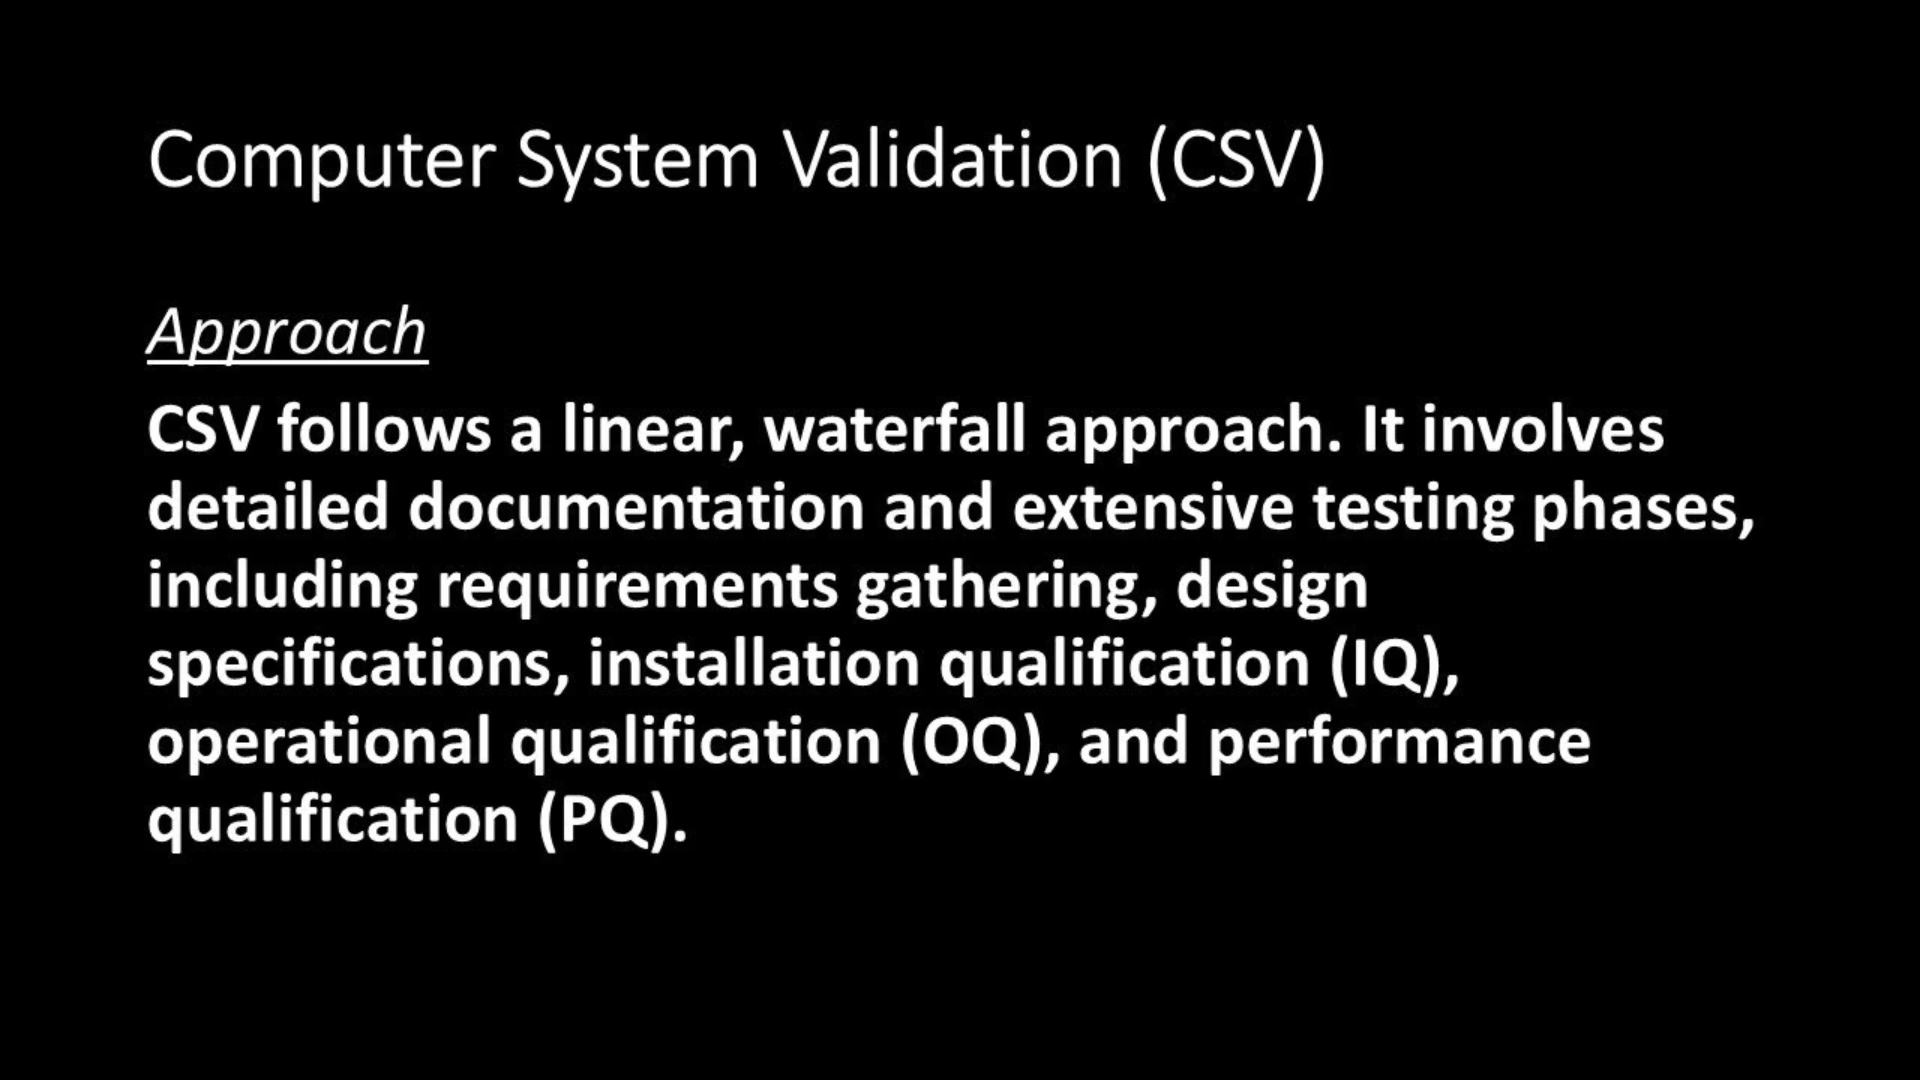 Computer System Validation (CSV)
Approach
CSV follows a linear, waterfall approach. It involves
detailed documentation and extensive testing phases,
including requirements gathering, design
specifications, installation qualification (IQ),
operational qualification (OQ), and performance
qualification (PQ).